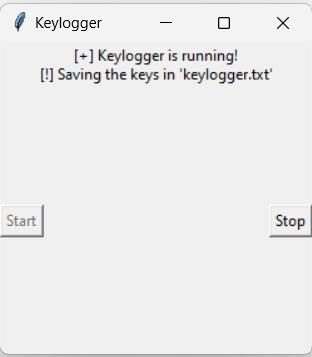 Keylogger
[+] Keylogger is running!
[!] Saving the keys in 'keylogger.txt'
Start
Stop